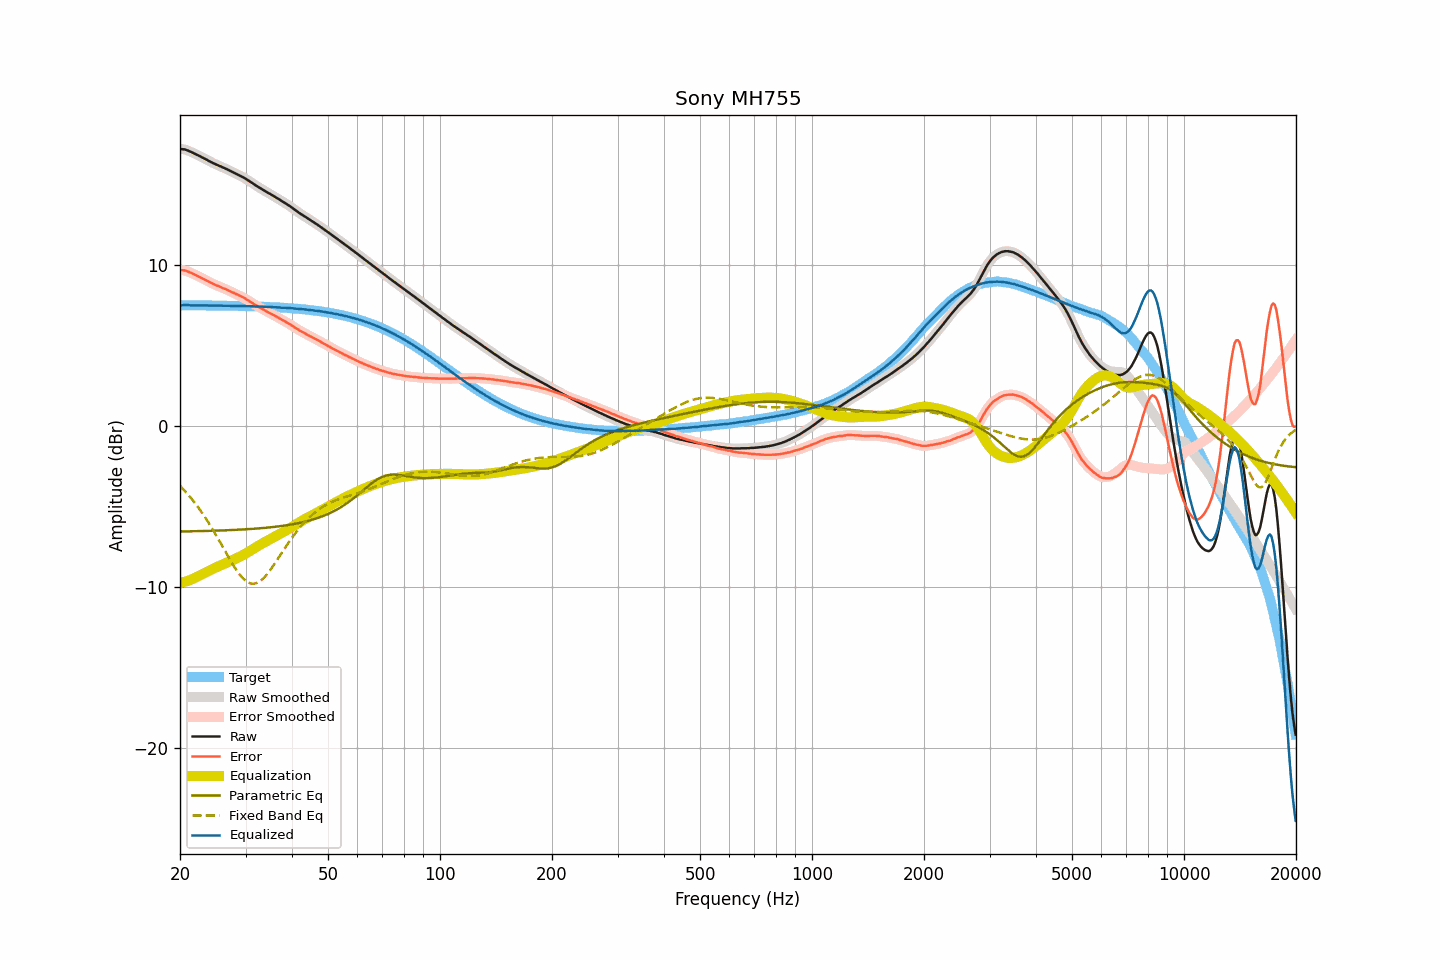 Sony MH755
Amplitude (dBr)
10
0
−10
−20
Target
Raw Smoothed
Error Smoothed
Raw
Error
Equalization
Parametric Eq
Fixed Band Eq
Equalized
20 50 100 200 500 1000 2000 5000 10000 20000
Frequency (Hz)